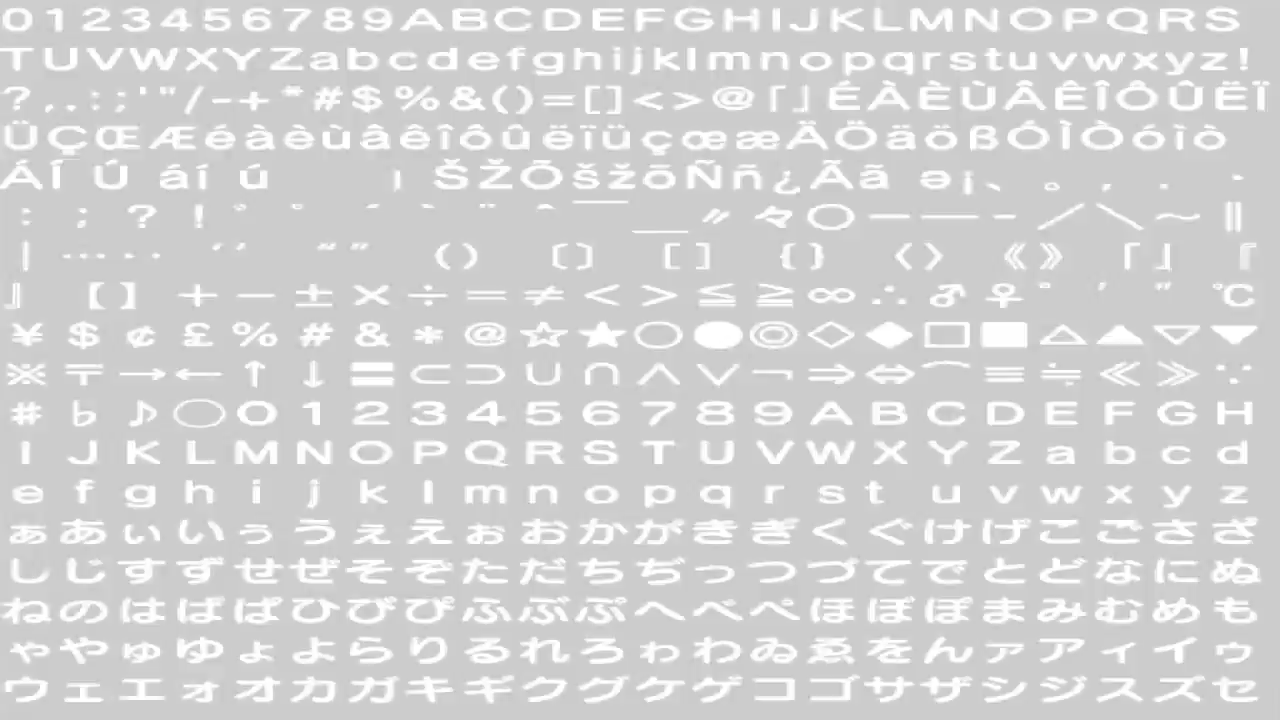 0123456789ABCDEFGHIJKLMNOPQRS
TUVWXYZabcdefghijklmnopqrstuvwxyz!
?,.:;'"/-+*#$%&()=[]<>@「」ÉÀÈÙÂÊÎÔÛËÏ
ÜÇŒÆéàèùâêîôûëïüçœæÄÖäößÓÌÒóìò
ÁÍ Ú áí ú ı ŠŽÕšžõÑñ¿Ãã ə¡、 。 , . ・
: ; ? ! ゛ ゜ ´ ` ¨ ^ ‾ _ 〃 々〇ー—‐／＼～∥
| …‥ ‘’ “” () 〔〕 [] {} 〈〉 《》 「」 『
』 【】 ＋－±×÷＝≠＜＞≦≧∞∴♂♀° ′ ″ ℃
¥ $ ¢ £ % # & * @ ☆ ★ ○ ● ◎ ◇ ◆ □ ■ △ ▲ ▽ ▼
※ 〒 → ← ↑ ↓ 〓 ⊂ ⊃ ∪ ∩ ∧ ∨ ¬ ⇒ ⇔ ⌒ ≡ ≒ ≪ ≫ ∵
# ♭ ♪ ◯ 0 1 2 3 4 5 6 7 8 9 A B C D E F G H
I J K L M N O P Q R S T U V W X Y Z a b c d
e f g h i j k l m n o p q r s t u v w x y z
ぁあぃいぅうぇえぉおかがきぎくぐけげこごさざ
しじすずせぜそぞただちぢっつづてでとどなにぬ
ねのはばぱひびぴふぶぷへべぺほぼぽまみむめも
ゃやゅゆょよらりるれろゎわゐゑをんァアィイゥ
ウェエォオカガキギクグケゲコゴサザシジスズセ